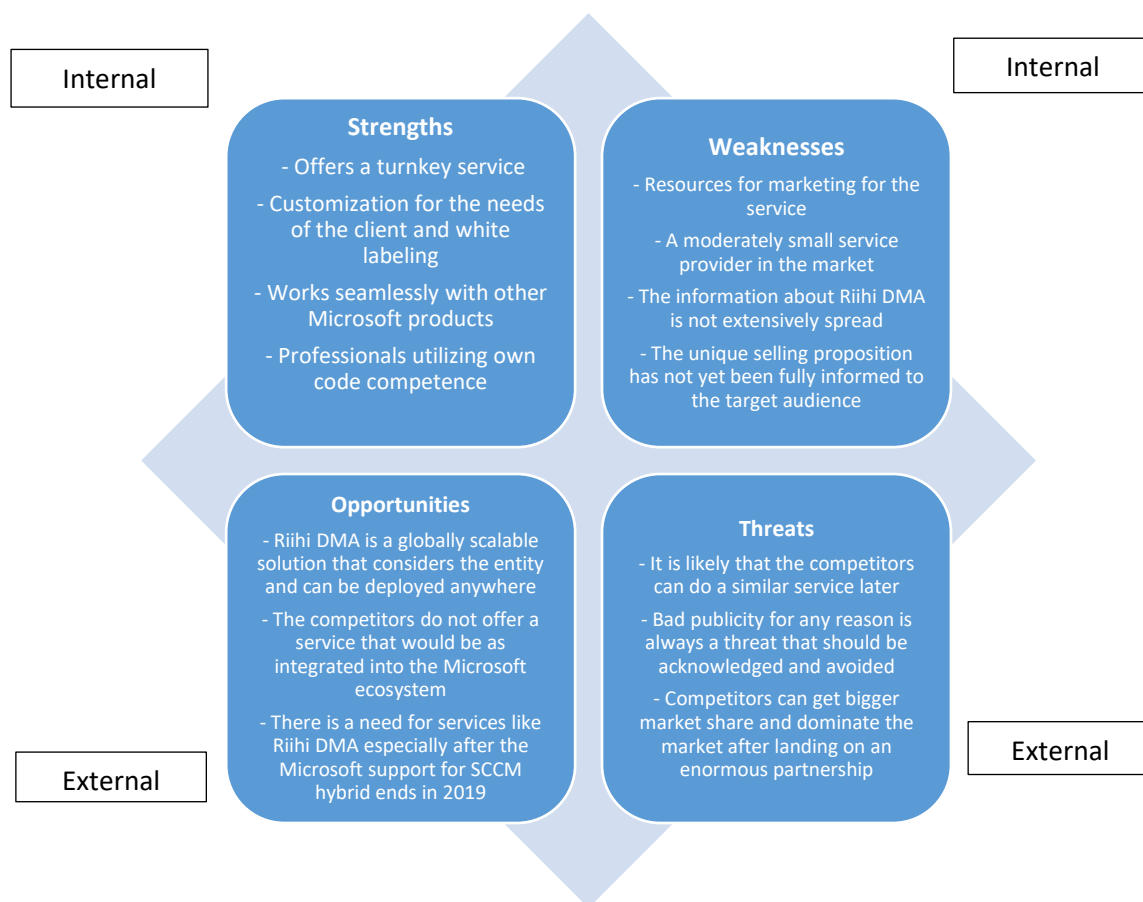 Internal
Internal
Strengths
- Offers a turnkey service
- Customization for the needs
of the client and white
labeling
- Works seamlessly with other
Microsoft products
- Professionals utilizing own
code competence
Weaknesses
- Resources for marketing for the
service
- A moderately small service
provider in the market
- The information about Riihi DMA
is not extensively spread
- The unique selling proposition
has not yet been fully informed to
the target audience
Opportunities
- Riihi DMA is a globally scalable
solution that considers the entity
and can be deployed anywhere
- The competitors do not offer a
service that would be as
integrated into the Microsoft
ecosystem
- There is a need for services like
Riihi DMA especially after the
Microsoft support for SCCM
hybrid ends in 2019
Threats
- It is likely that the competitors
can do a similar service later
- Bad publicity for any reason is
always a threat that should be
acknowledged and avoided
- Competitors can get bigger
market share and dominate the
market after landing on an
enormous partnership
External
External